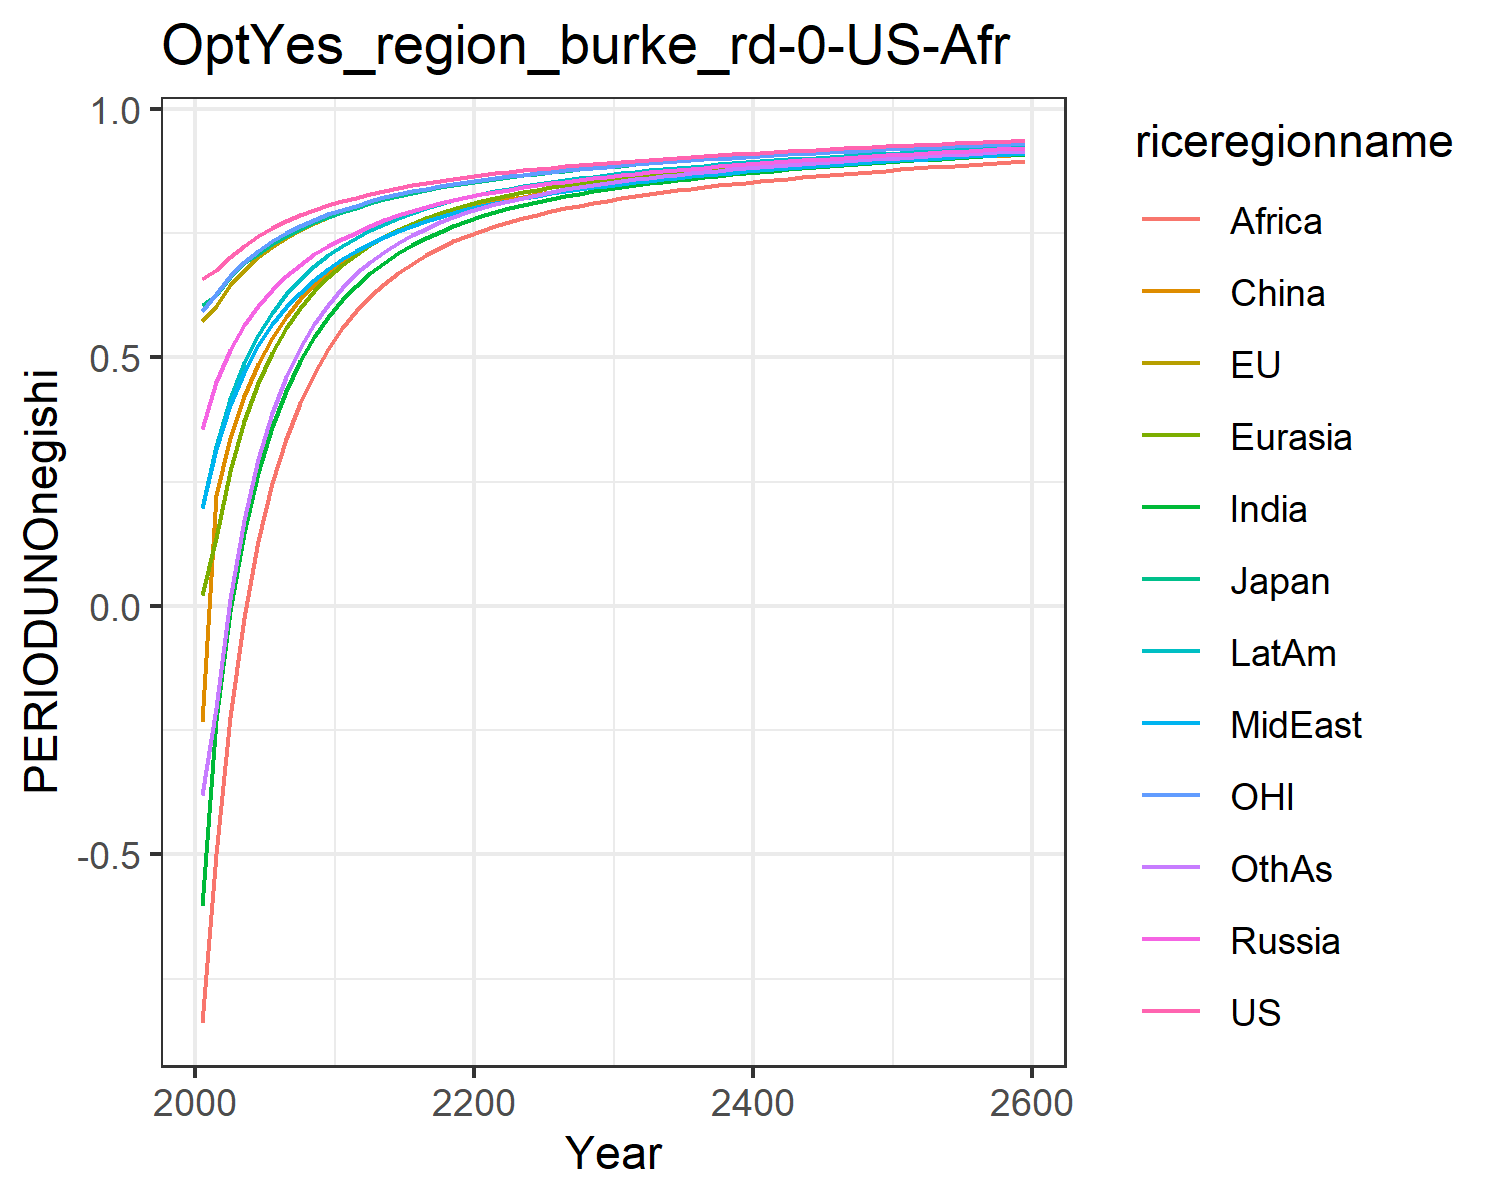 OptYes_region_burke_rd-0-US-Afr
PERIODUNOnegishi
1.0
0.5
0.0
-0.5
2000
2200
2400
2600
Year
riceregionname
Africa
China
EU
Eurasia
India
Japan
LatAm
MidEast
OHI
OthAs
Russia
US